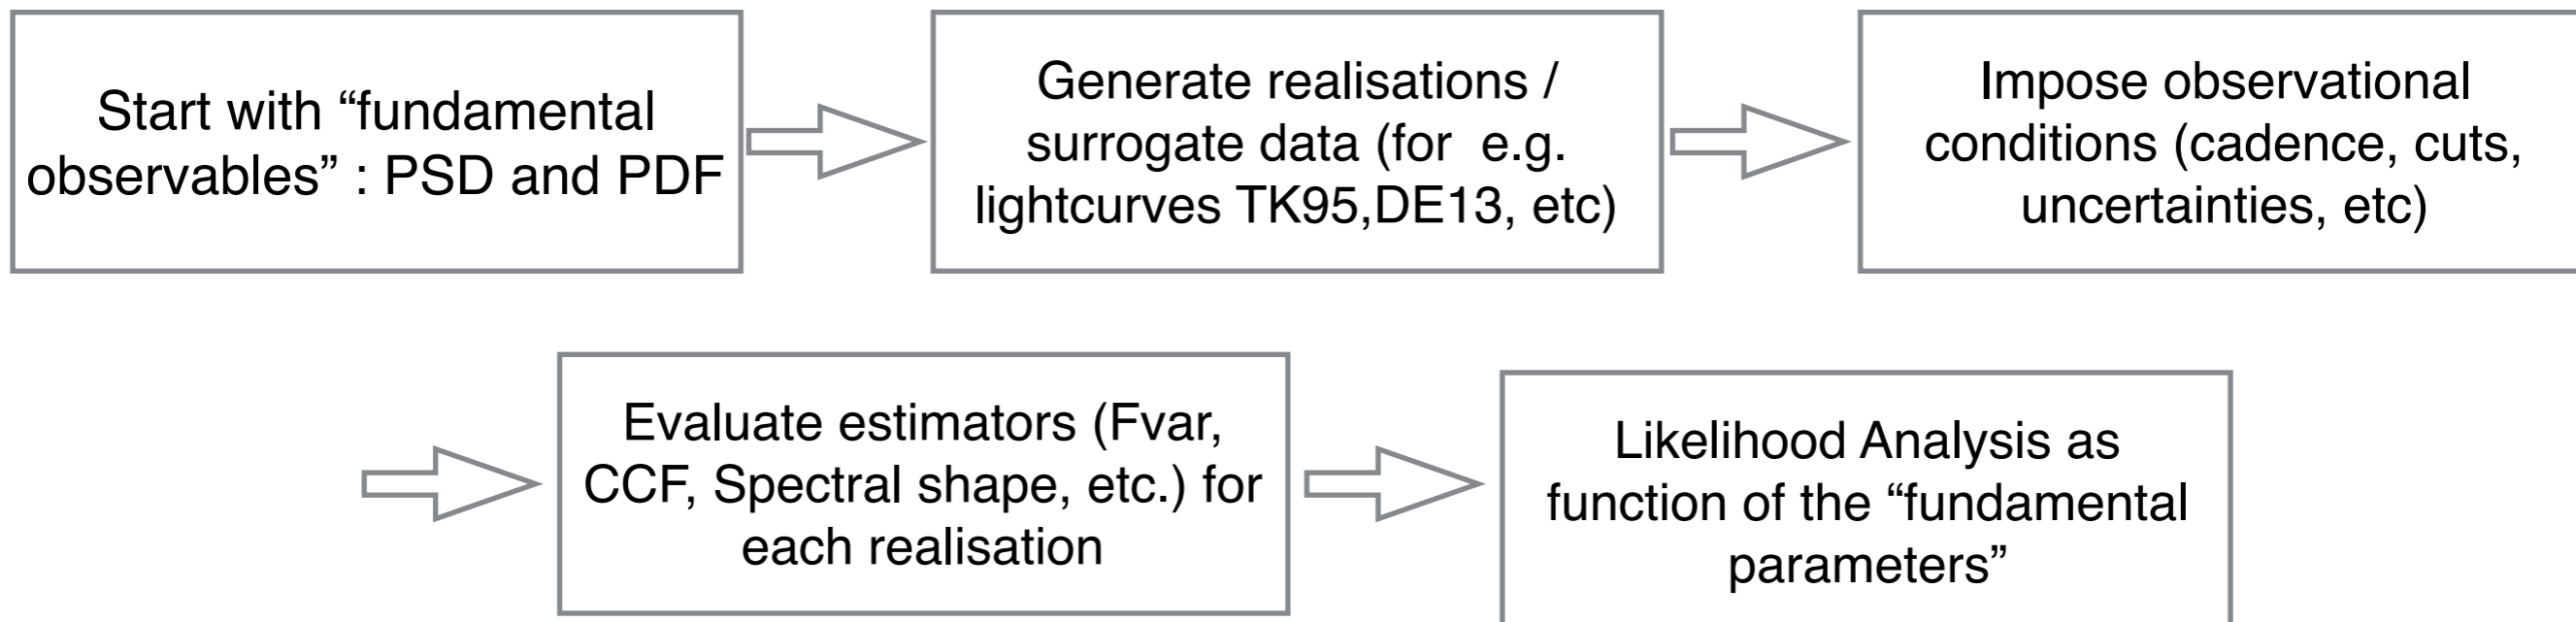 Start with “fundamental
observables” : PSD and PDF
Generate realisations /
surrogate data (for e.g.
lightcurves TK95,DE13, etc)
Impose observational
conditions (cadence, cuts,
uncertainties, etc)
Evaluate estimators (Fvar,
CCF, Spectral shape, etc.) for
each realisation
Likelihood Analysis as
function of the “fundamental
parameters”